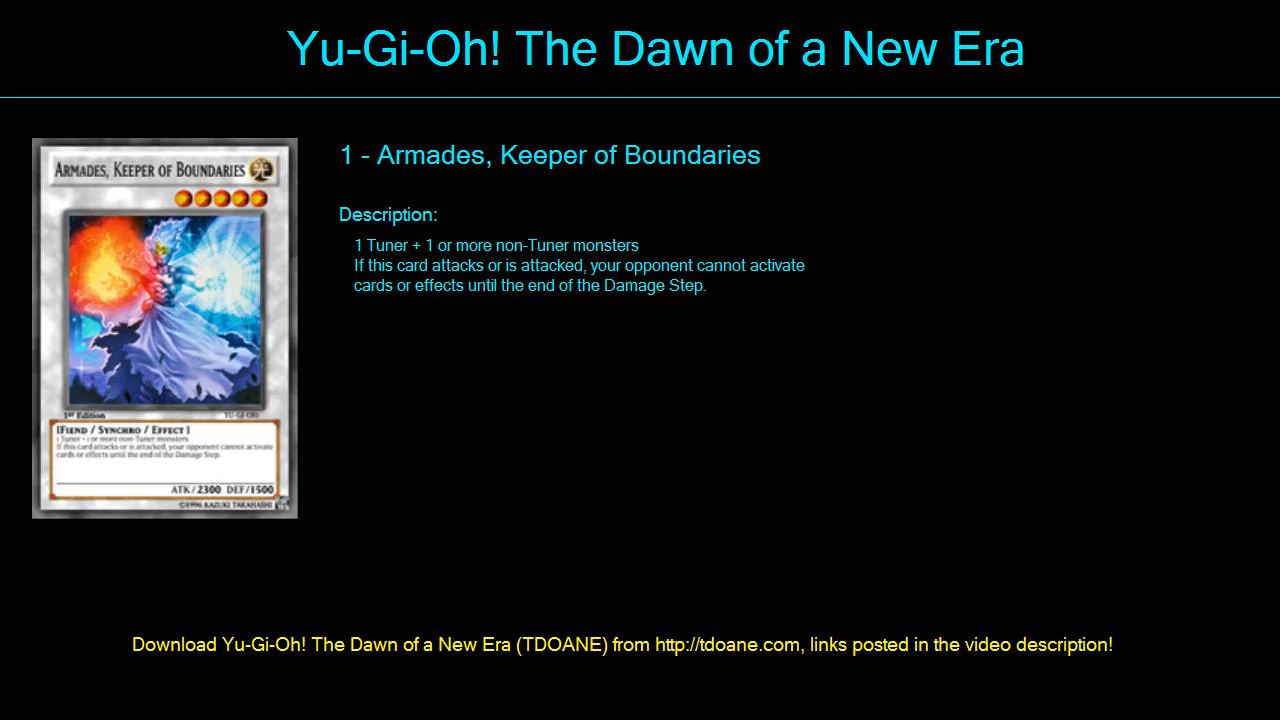 Yu-Gi-Oh! The Dawn of a New Era
ARMADES, KEEPER OF BOUNDARIES
1 - Armades, Keeper of Boundaries
Description:
1 Tuner + 1 or more non-Tuner monsters
If this card attacks or is attacked, your opponent cannot activate
cards or effects until the end of the Damage Step.
1st Edition
YU-GI-OH!
[FIEND / SYNCHRO / EFFECT]
1 Tuner + 1 or more non-Tuner monsters
If this card attacks or is attacked, your opponent cannot activate
cards or effects until the end of the Damage Step.
ATK/2300 DEF/1500
©1996 KAZUKI TAKAHASHI
Download Yu-Gi-Oh! The Dawn of a New Era (TDOANE) from http://tdoane.com, links posted in the video description!